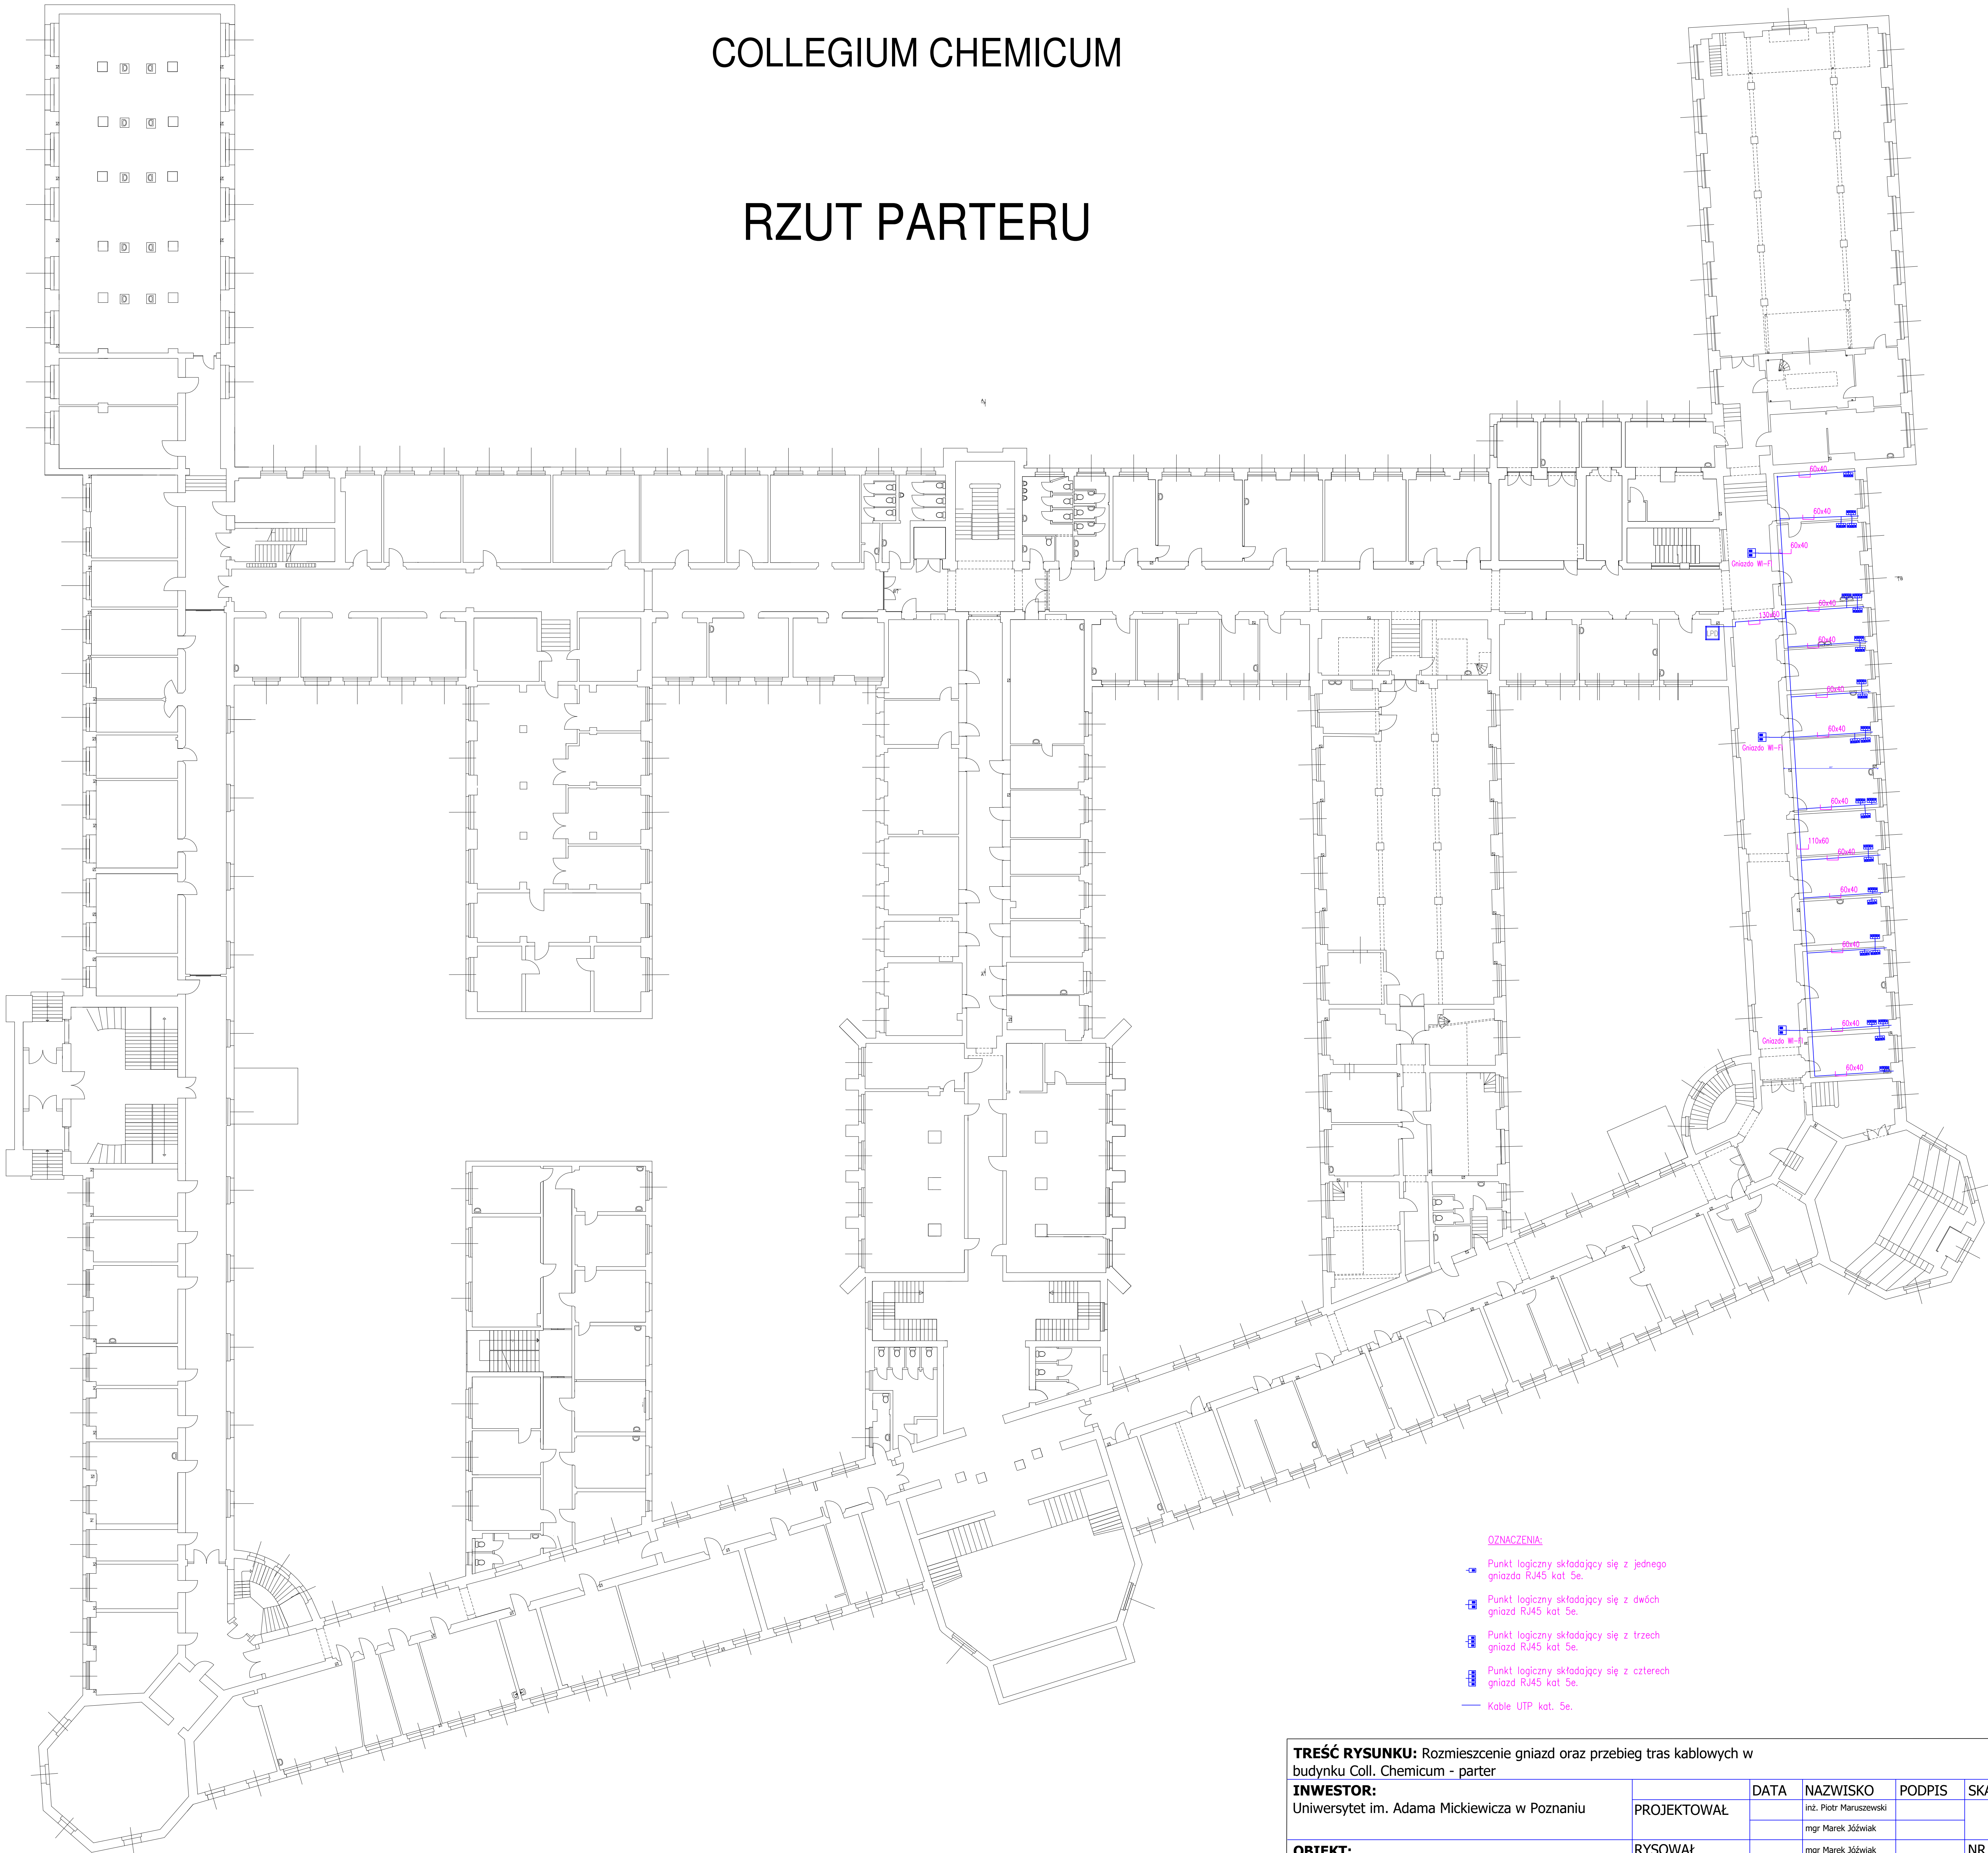 COLLEGIUM CHEMICUM
RZUT PARTERU
60x40
60x40
60x40
Gniazdo WI-FI
60x40
130x60
LPD
60x40
60x40
60x40
Gniazdo WI-FI
60x40
110x60
60x40
60x40
60x40
60x40
Gniazdo WI-FI
60x40
OZNACZENIA:
Punkt logiczny składający się z jednego
gniazda RJ45 kat 5e.
Punkt logiczny składający się z dwóch
gniazd RJ45 kat 5e.
Punkt logiczny składający się z trzech
gniazd RJ45 kat 5e.
Punkt logiczny składający się z czterech
gniazd RJ45 kat 5e.
Kable UTP kat. 5e.
TREŚĆ RYSUNKU: Rozmieszcenie gniazd oraz przebieg tras kablowych w
budynku Coll. Chemicum - parter
INWESTOR:
Uniwersytet im. Adama Mickiewicza w Poznaniu
DATA NAZWISKO PODPIS SKA
PROJEKTOWAŁ inż. Piotr Maruszewski
mgr Marek Jóźwiak
OBIEKT:
RYSOWAŁ mgr Marek Jóźwiak NR